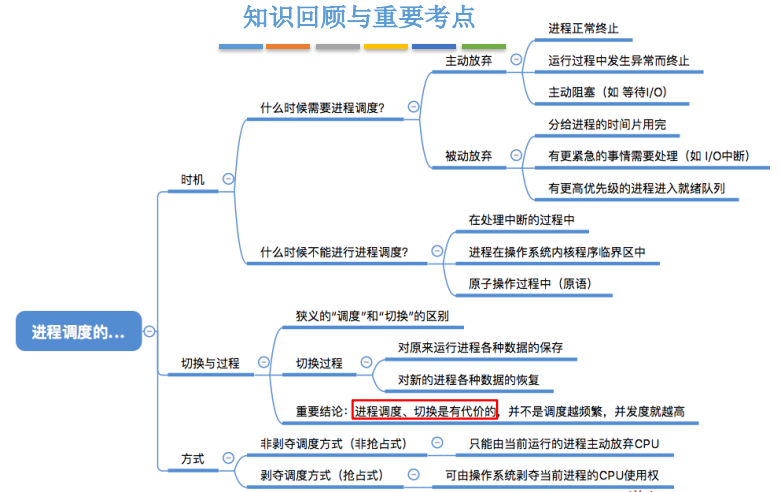 知识回顾与重要考点
进程正常终止
主动放弃
运行过程中发生异常而终止
主动阻塞（如 等待I/O）
什么时候需要进程调度？
分给进程的时间片用完
被动放弃
有更紧急的事情需要处理（如 I/O中断）
有更高优先级的进程进入就绪队列
时机
在处理中断的过程中
什么时候不能进行进程调度？
进程在操作系统内核程序临界区中
原子操作过程中（原语）
进程调度的...
狭义的“调度”和“切换”的区别
切换与过程
切换过程
对原来运行进程各种数据的保存
对新的进程各种数据的恢复
重要结论：进程调度、切换是有代价的，并不是调度越频繁，并发度就越高
方式
非剥夺调度方式（非抢占式）
只能由当前运行的进程主动放弃CPU
剥夺调度方式（抢占式）
可由操作系统剥夺当前进程的CPU使用权